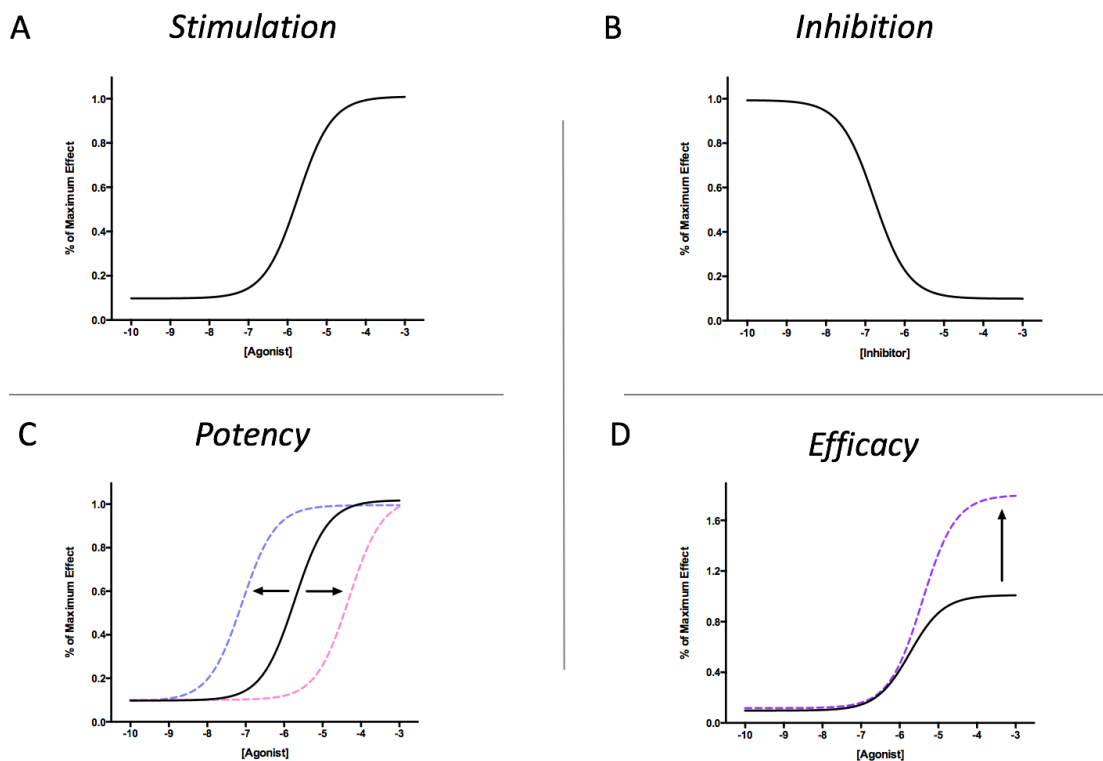 A
Stimulation
% of Maximum Effect
1.0
0.8
0.6
0.4
0.2
0.0
-10 -9 -8 -7 -6 -5 -4 -3
[Agonist]
B
Inhibition
% of Maximum Effect
1.0
0.8
0.6
0.4
0.2
0.0
-10 -9 -8 -7 -6 -5 -4 -3
[Inhibitor]
C
Potency
% of Maximum Effect
1.0
0.8
0.6
0.4
0.2
0.0
-10 -9 -8 -7 -6 -5 -4 -3
[Agonist]
D
Efficacy
% of Maximum Effect
1.6
1.2
0.8
0.4
0.0
-10 -9 -8 -7 -6 -5 -4 -3
[Agonist]